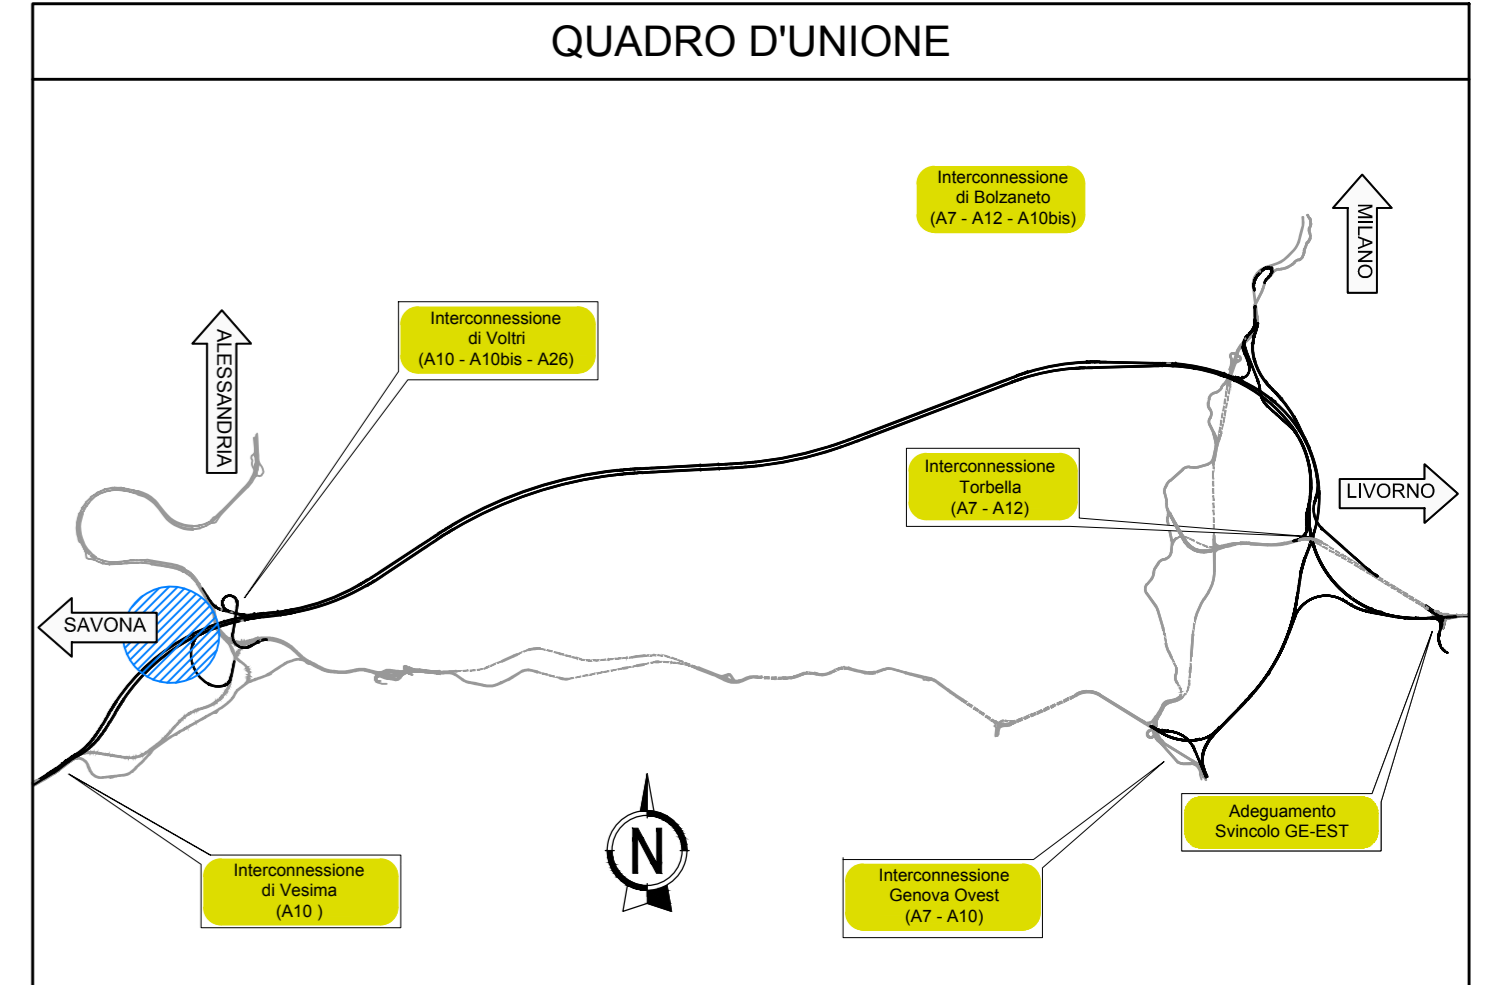 QUADRO D'UNIONE
Interconnessione
di Bolzaneto
(A7 - A12 - A10bis)
MILANO
Interconnessione
di Voltri
(A10 - A10bis - A26)
ALESSANDRIA
Interconnessione
Torbella
(A7 - A12)
LIVORNO
SAVONA
Adeguamento
Svincolo GE-EST
Interconnessione
di Vesima
(A10 )
N
Interconnessione
Genova Ovest
(A7 - A10)